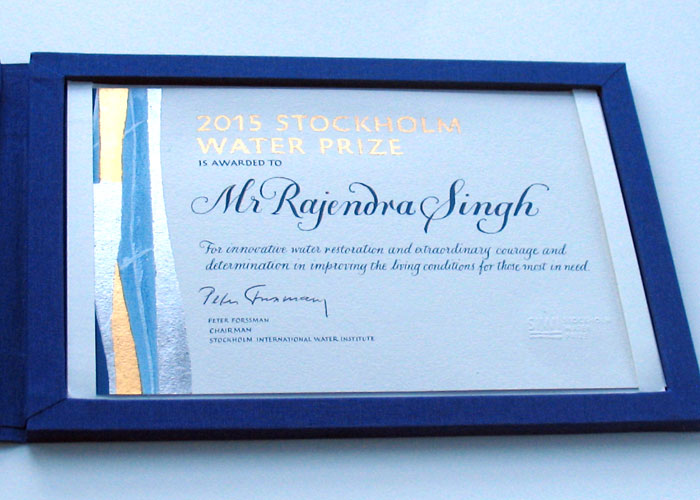 2015 STOCKHOLM
WATER PRIZE
IS AWARDED TO
Mr Rajendra Singh
For innovative water restoration and extraordinary courage and
determination in improving the living conditions for those most in need.
Peter Forssman
PETER FORSSMAN
CHAIRMAN
STOCKHOLM INTERNATIONAL WATER INSTITUTE